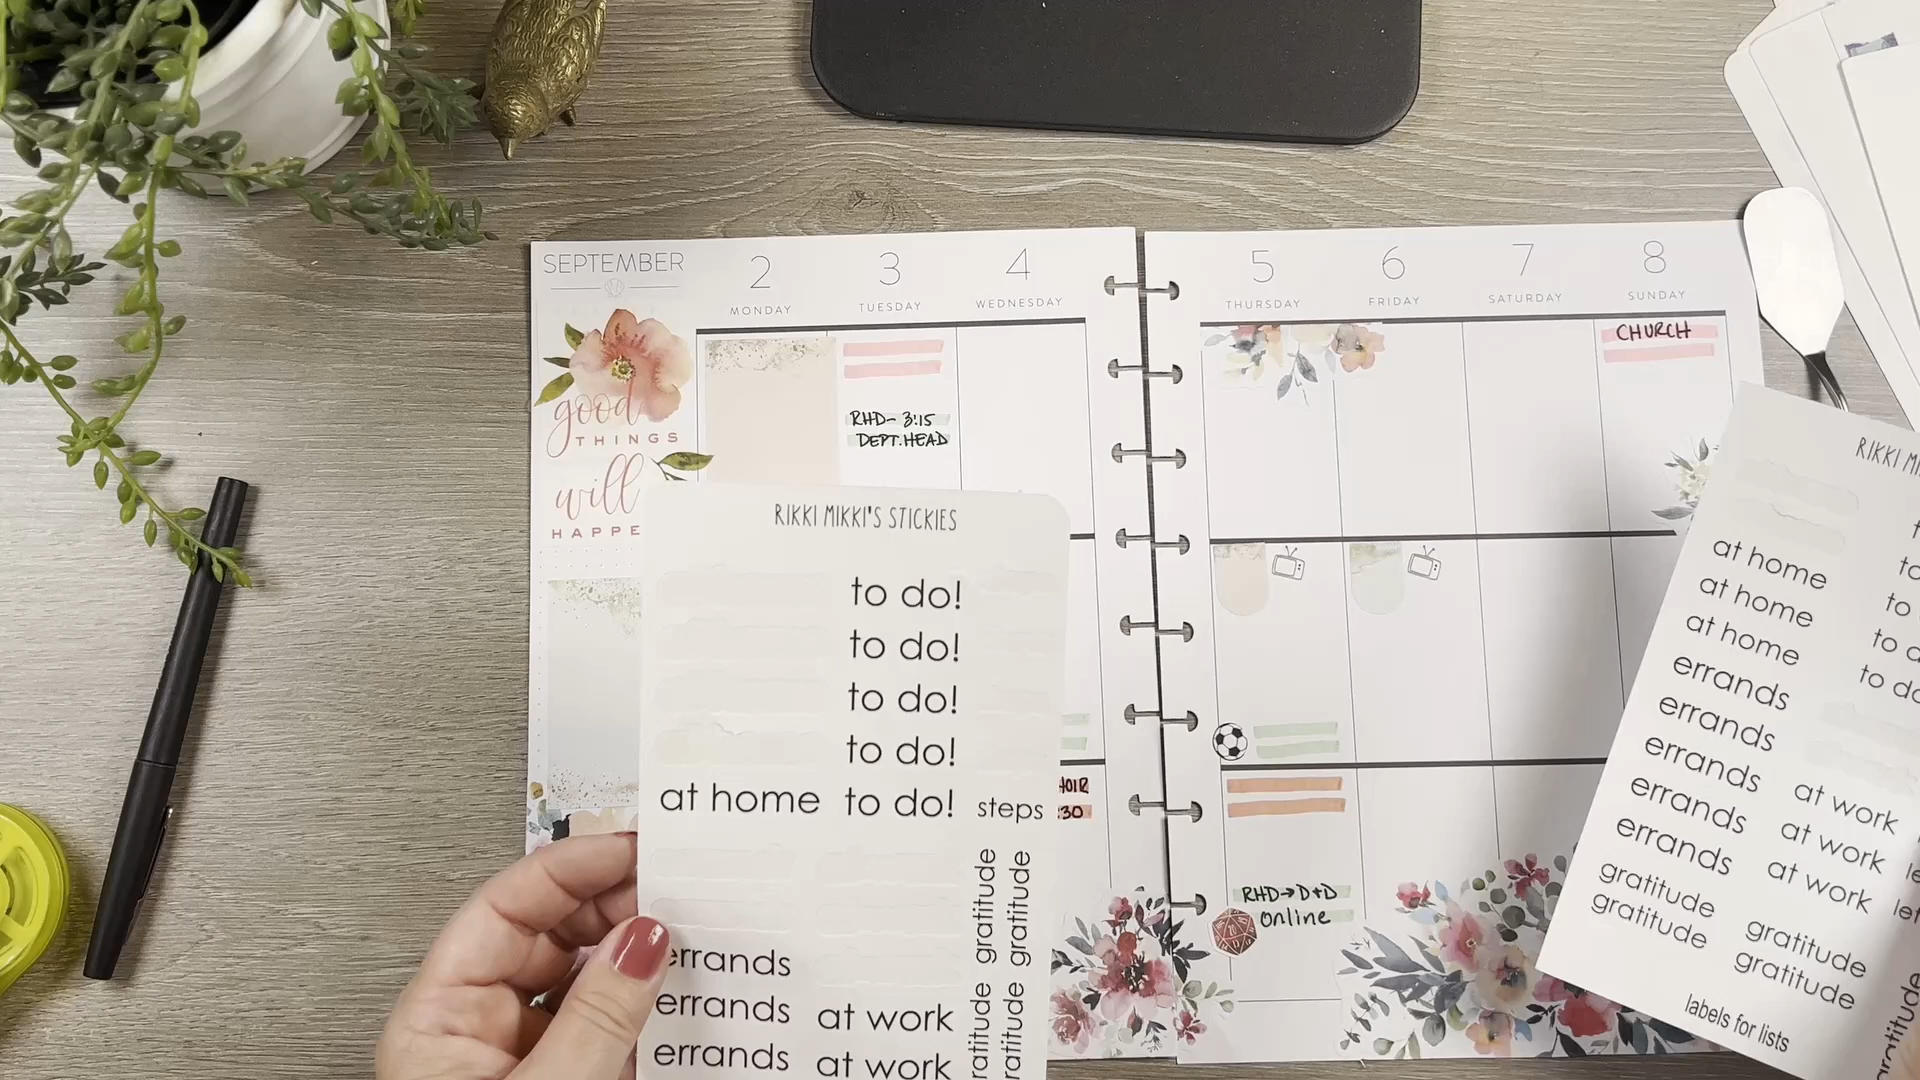 SEPTEMBER
2
MONDAY
3
TUESDAY
4
WEDNESDAY
good
THINGS
will
RHD- 3:15
DEPT. HEAD
5
THURSDAY
6
FRIDAY
7
SATURDAY
8
SUNDAY
CHURCH
RHD→D+D
online
RIKKI MIKKI'S STICKIES
to do!
to do!
to do!
to do!
at home to do! steps
gratitude
gratitude
errands
errands at work
errands at work
RIKKI
at home
at home
at home
errands
errands
errands
errands
errands
at work
at work
at work
gratitude
gratitude
gratitude
gratitude
labels for lists
gratitude